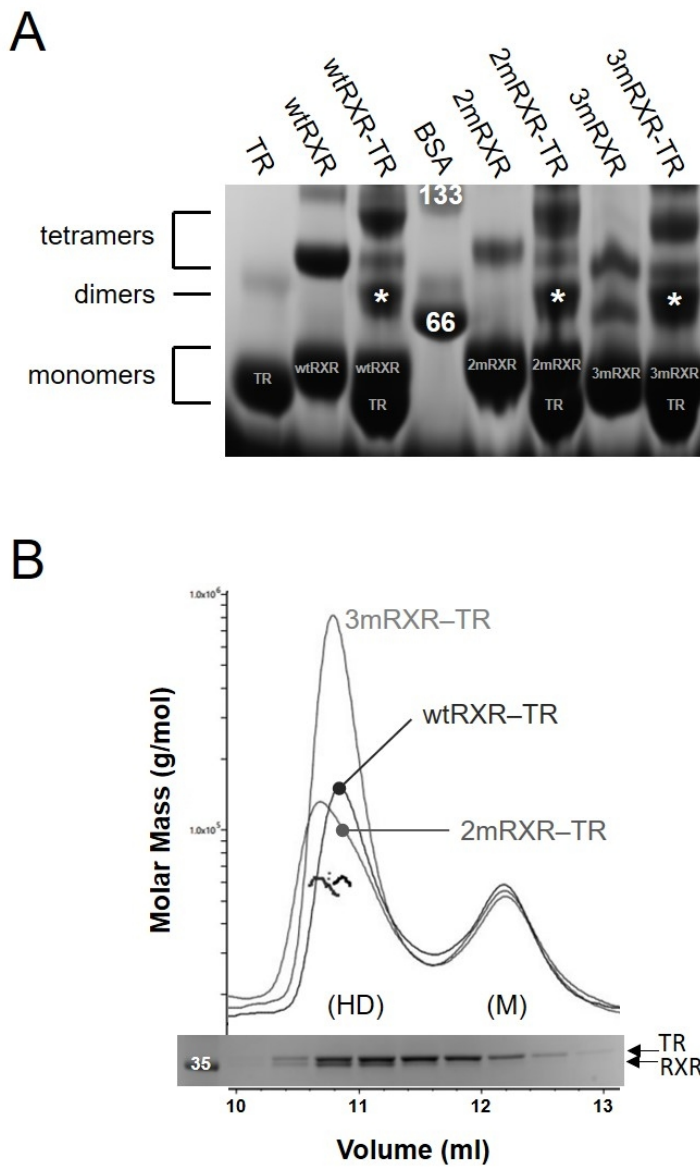 A
TR
wtRXR
wtRXR-TR
BSA
2mRXR
2mRXR-TR
3mRXR
3mRXR-TR
133
tetramers
dimers
* * *
66
monomers
TR wtRXR wtRXR TR 2mRXR 2mRXR TR 3mRXR 3mRXR TR
B
1.0x10⁶
3mRXR–TR
wtRXR–TR
1.0x10⁵
2mRXR–TR
Molar Mass (g/mol)
(HD) (M)
35
TR
RXR
10 11 12 13
Volume (ml)